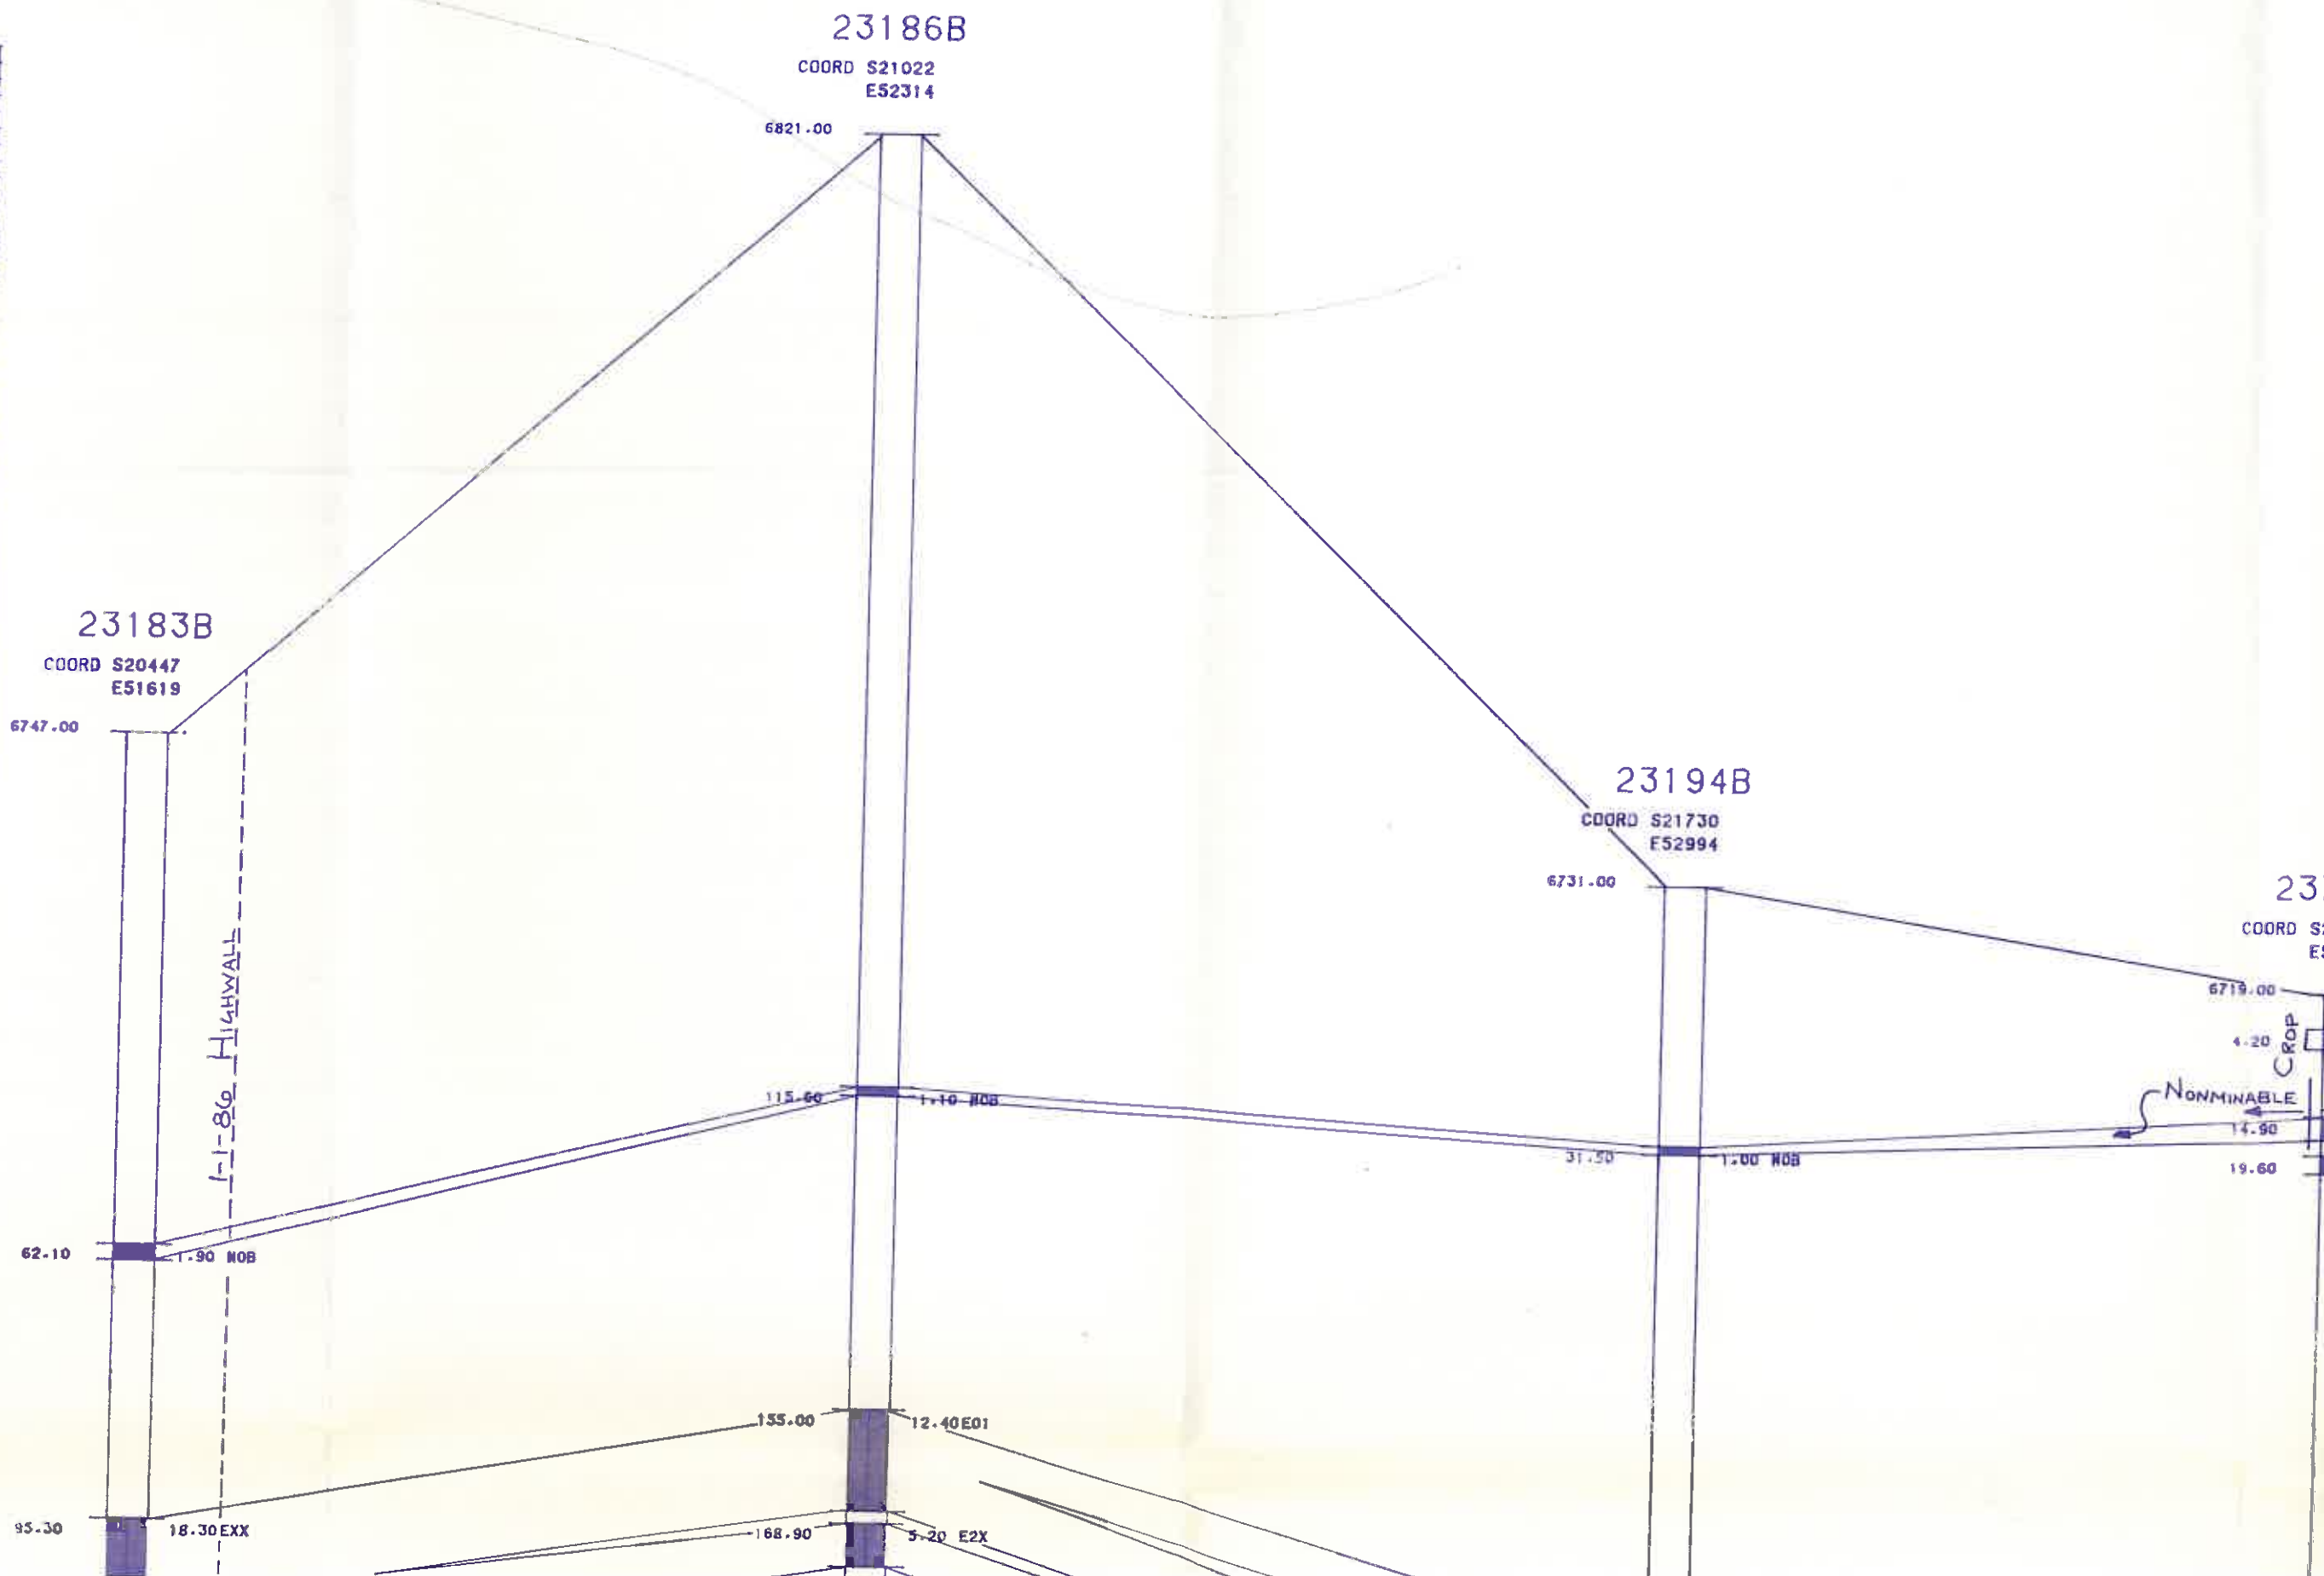 23186B
COORD S21022
E52314
6821.00
23183B
COORD S20447
E51619
6747.00
1-1-86 HIGHWALL
23194B
COORD S21730
E52994
6731.00
23
COORD S
6719.00
4.20
CROP
NONMINABLE
14.90
19.60
115.60 1.10 NOB
31.50 1.00 NOB
62.10 1.90 NOB
155.00 12.40E01
95.30 18.30EXX
168.90 5.20 E2X